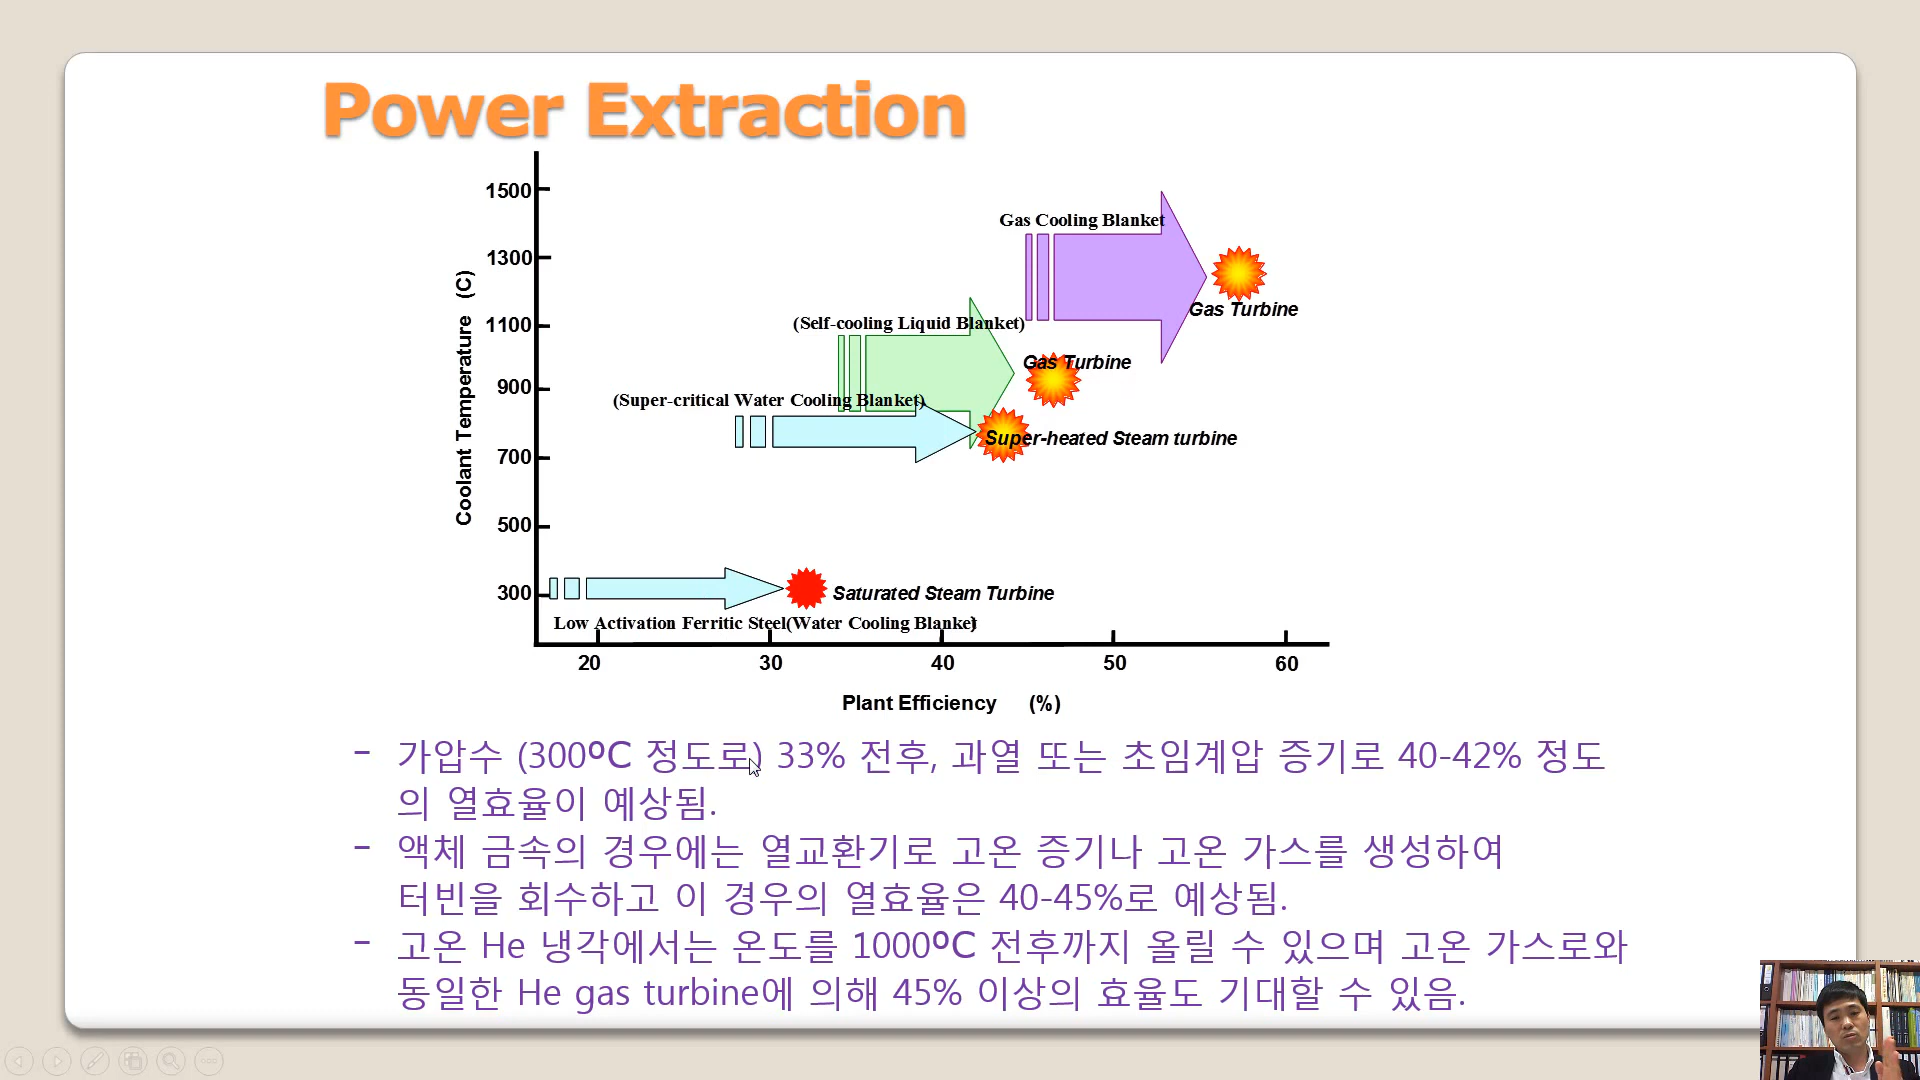 Power Extraction
1500
Gas Cooling Blanket
1300
Gas Turbine
(Self-cooling Liquid Blanket)
1100
Gas Turbine
900
(Super-critical Water Cooling Blanket)
Super-heated Steam turbine
700
500
300
Saturated Steam Turbine
Low Activation Ferritic Steel(Water Cooling Blanket)
Coolant Temperature (C)
20 30 40 50 60
Plant Efficiency (%)
- 가압수 (300ºC 정도로) 33% 전후, 과열 또는 초임계압 증기로 40-42% 정도
의 열효율이 예상됨.
- 액체 금속의 경우에는 열교환기로 고온 증기나 고온 가스를 생성하여
터빈을 회수하고 이 경우의 열효율은 40-45%로 예상됨.
- 고온 He 냉각에서는 온도를 1000ºC 전후까지 올릴 수 있으며 고온 가스로와
동일한 He gas turbine에 의해 45% 이상의 효율도 기대할 수 있음.